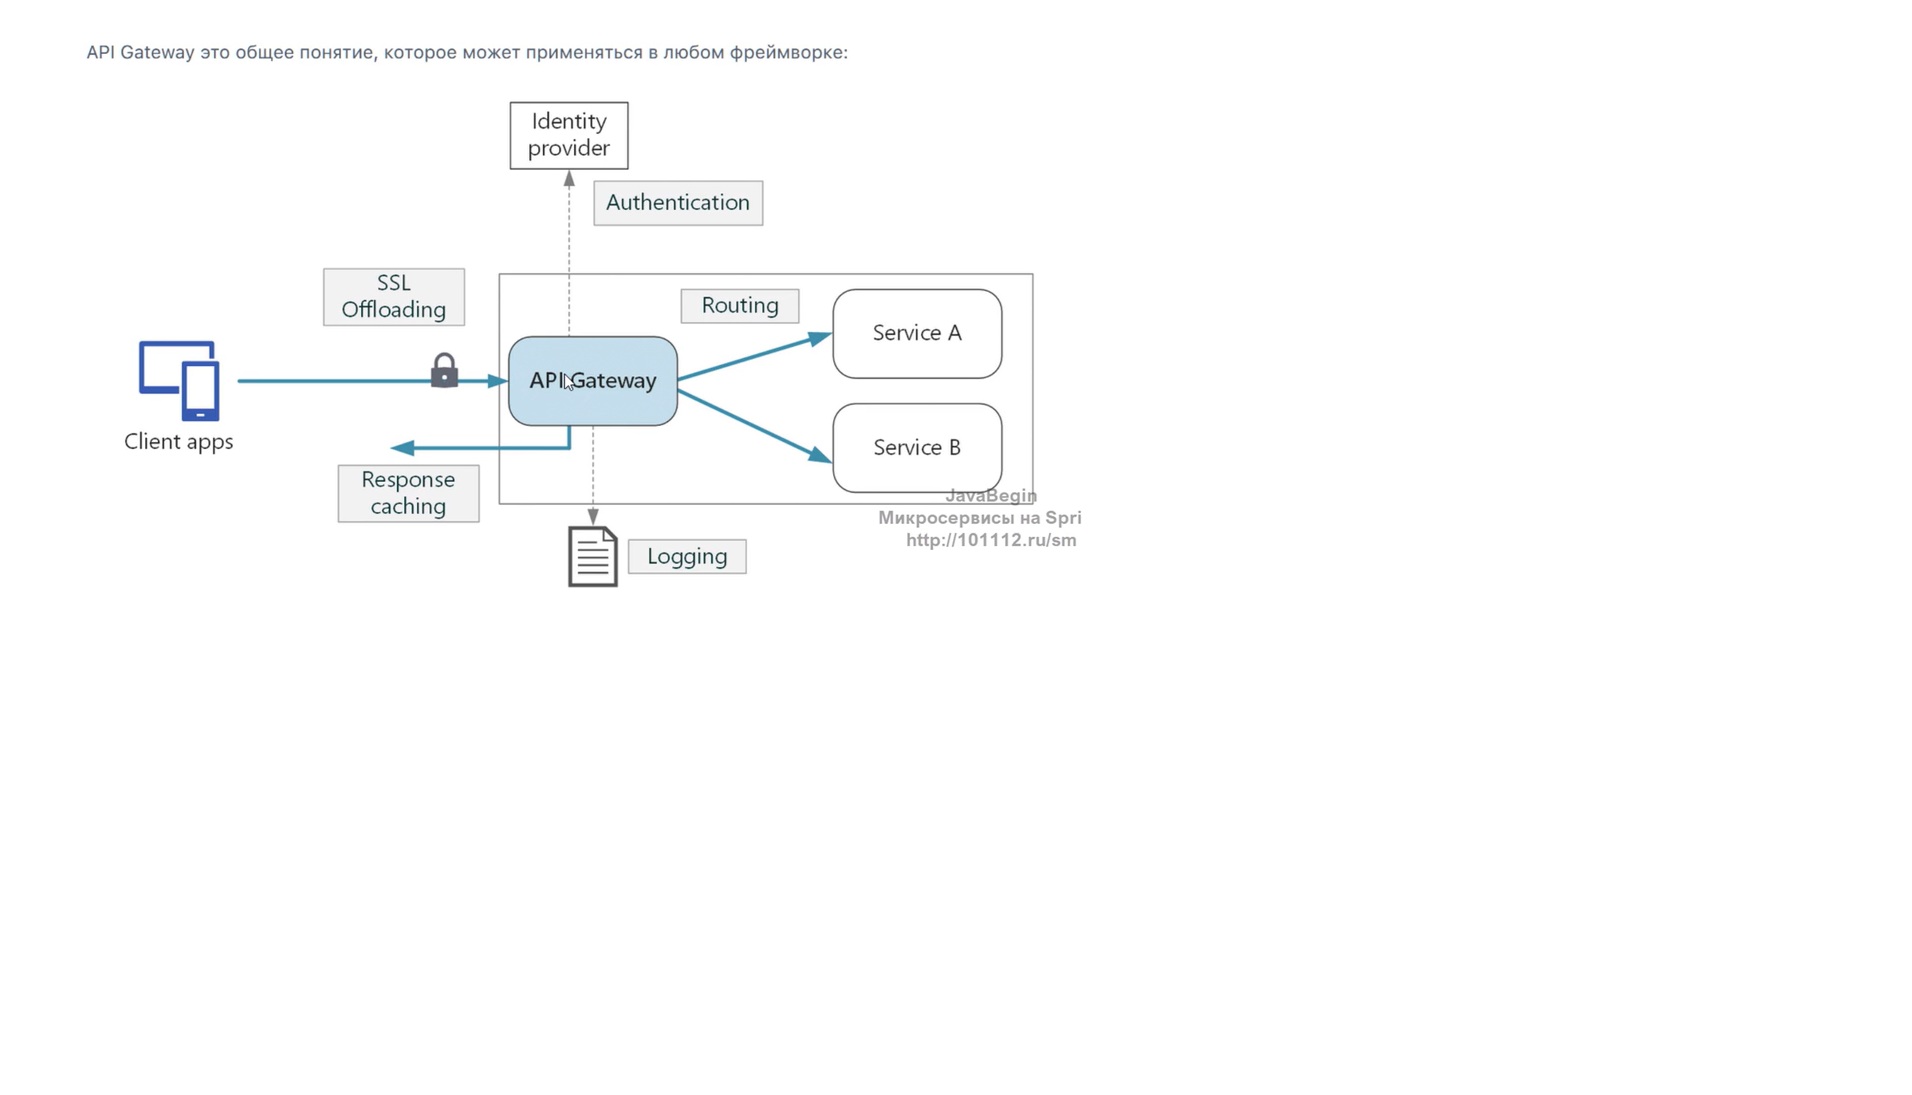 API Gateway это общее понятие, которое может применяться в любом фреймворке:
Identity
provider
Authentication
SSL
Offloading
Routing
Service A
API Gateway
Client apps
Service B
Response
caching
JavaBegin
Микросервисы на Spri
http://101112.ru/sm
Logging